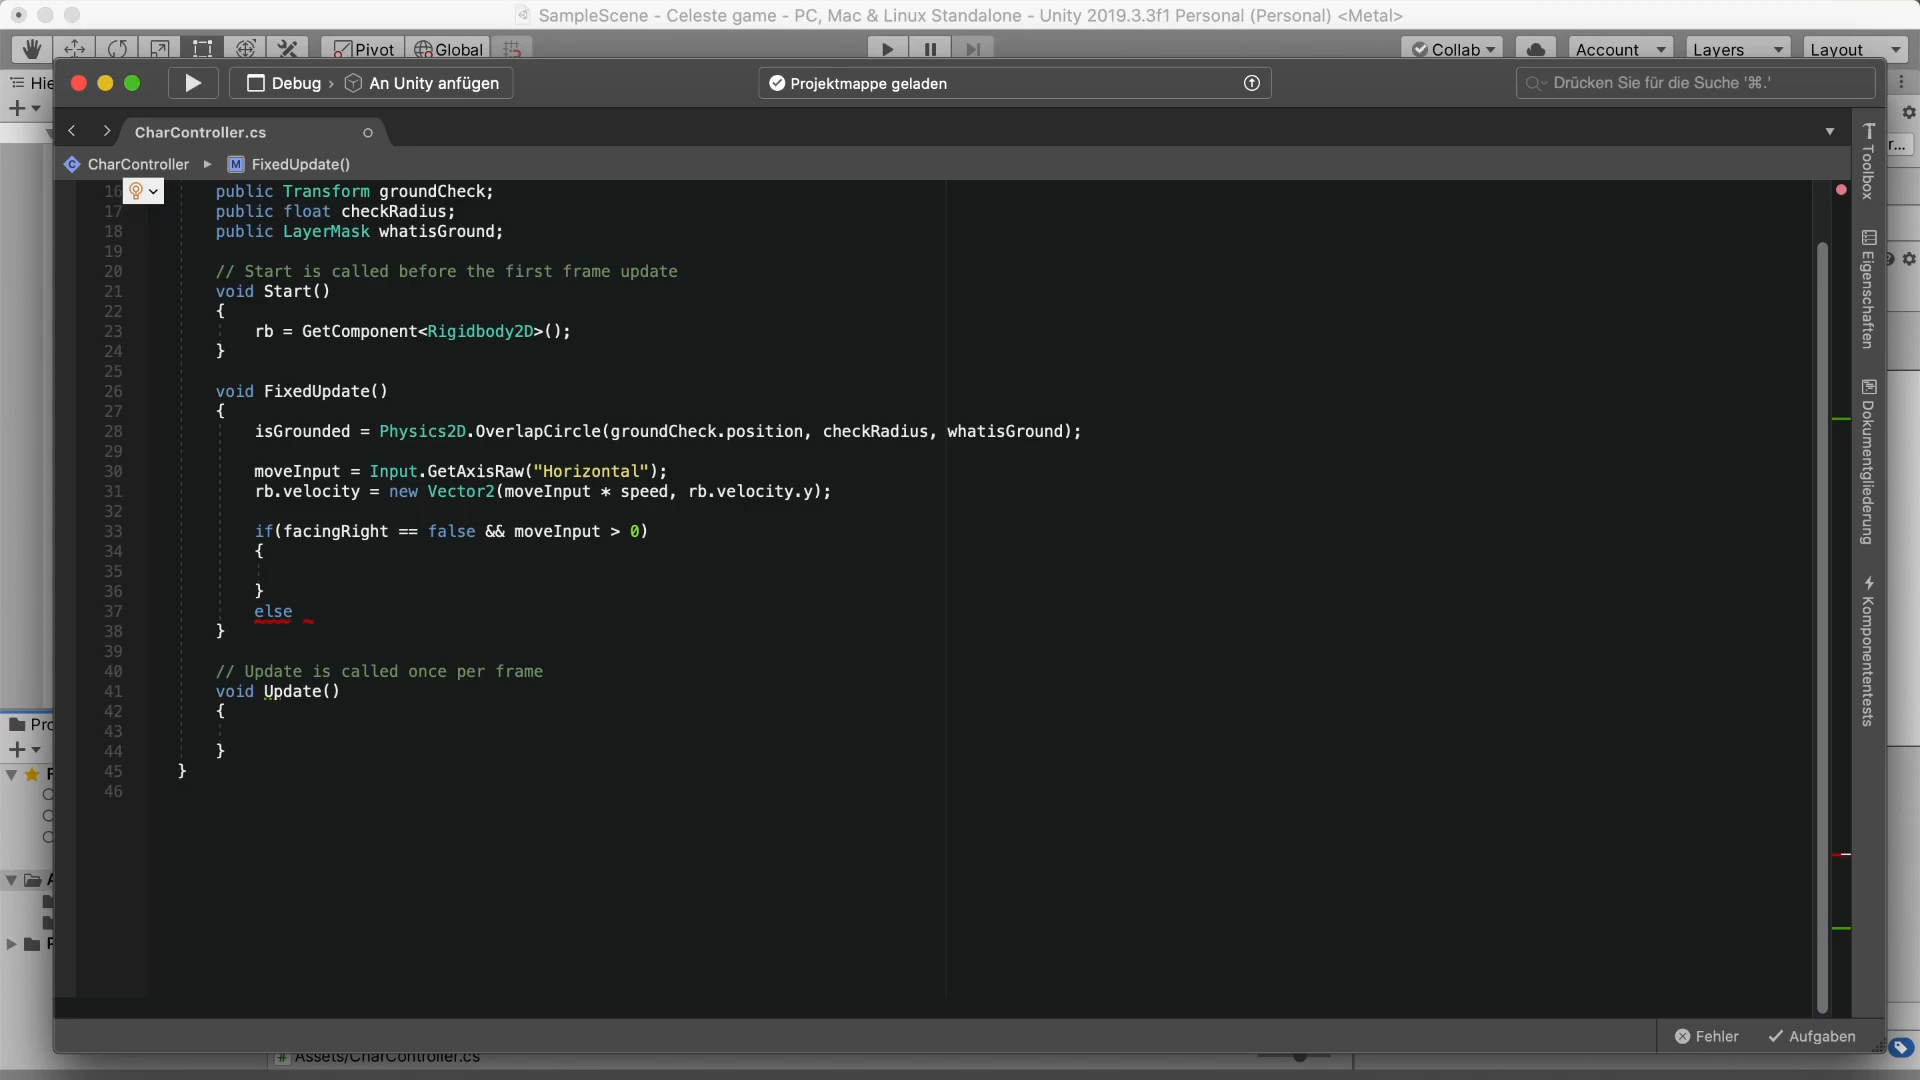 SampleScene - Celeste game - PC, Mac & Linux Standalone - Unity 2019.3.3f1 Personal (Personal) <Metal>
Pivot
Global
Collab
Account
Layers
Layout
Hie
Debug › An Unity anfügen
Projektmappe geladen
Drücken Sie für die Suche '⌘.'
CharController.cs
CharController ▸ M FixedUpdate()
16 public Transform groundCheck;
17 public float checkRadius;
18 public LayerMask whatisGround;
19
20 // Start is called before the first frame update
21 void Start()
22 {
23 rb = GetComponent<Rigidbody2D>();
24 }
25
26 void FixedUpdate()
27 {
28 isGrounded = Physics2D.OverlapCircle(groundCheck.position, checkRadius, whatisGround);
29
30 moveInput = Input.GetAxisRaw("Horizontal");
31 rb.velocity = new Vector2(moveInput * speed, rb.velocity.y);
32
33 if(facingRight == false && moveInput > 0)
34 {
35
36 }
37 else
38 }
39
40 // Update is called once per frame
41 void Update()
42 {
43
44 }
45 }
46
Toolbox
Eigenschaften
Dokumentgliederung
Komponententests
r...
Pro
F
A
P
Fehler
Aufgaben
# Assets/CharController.cs